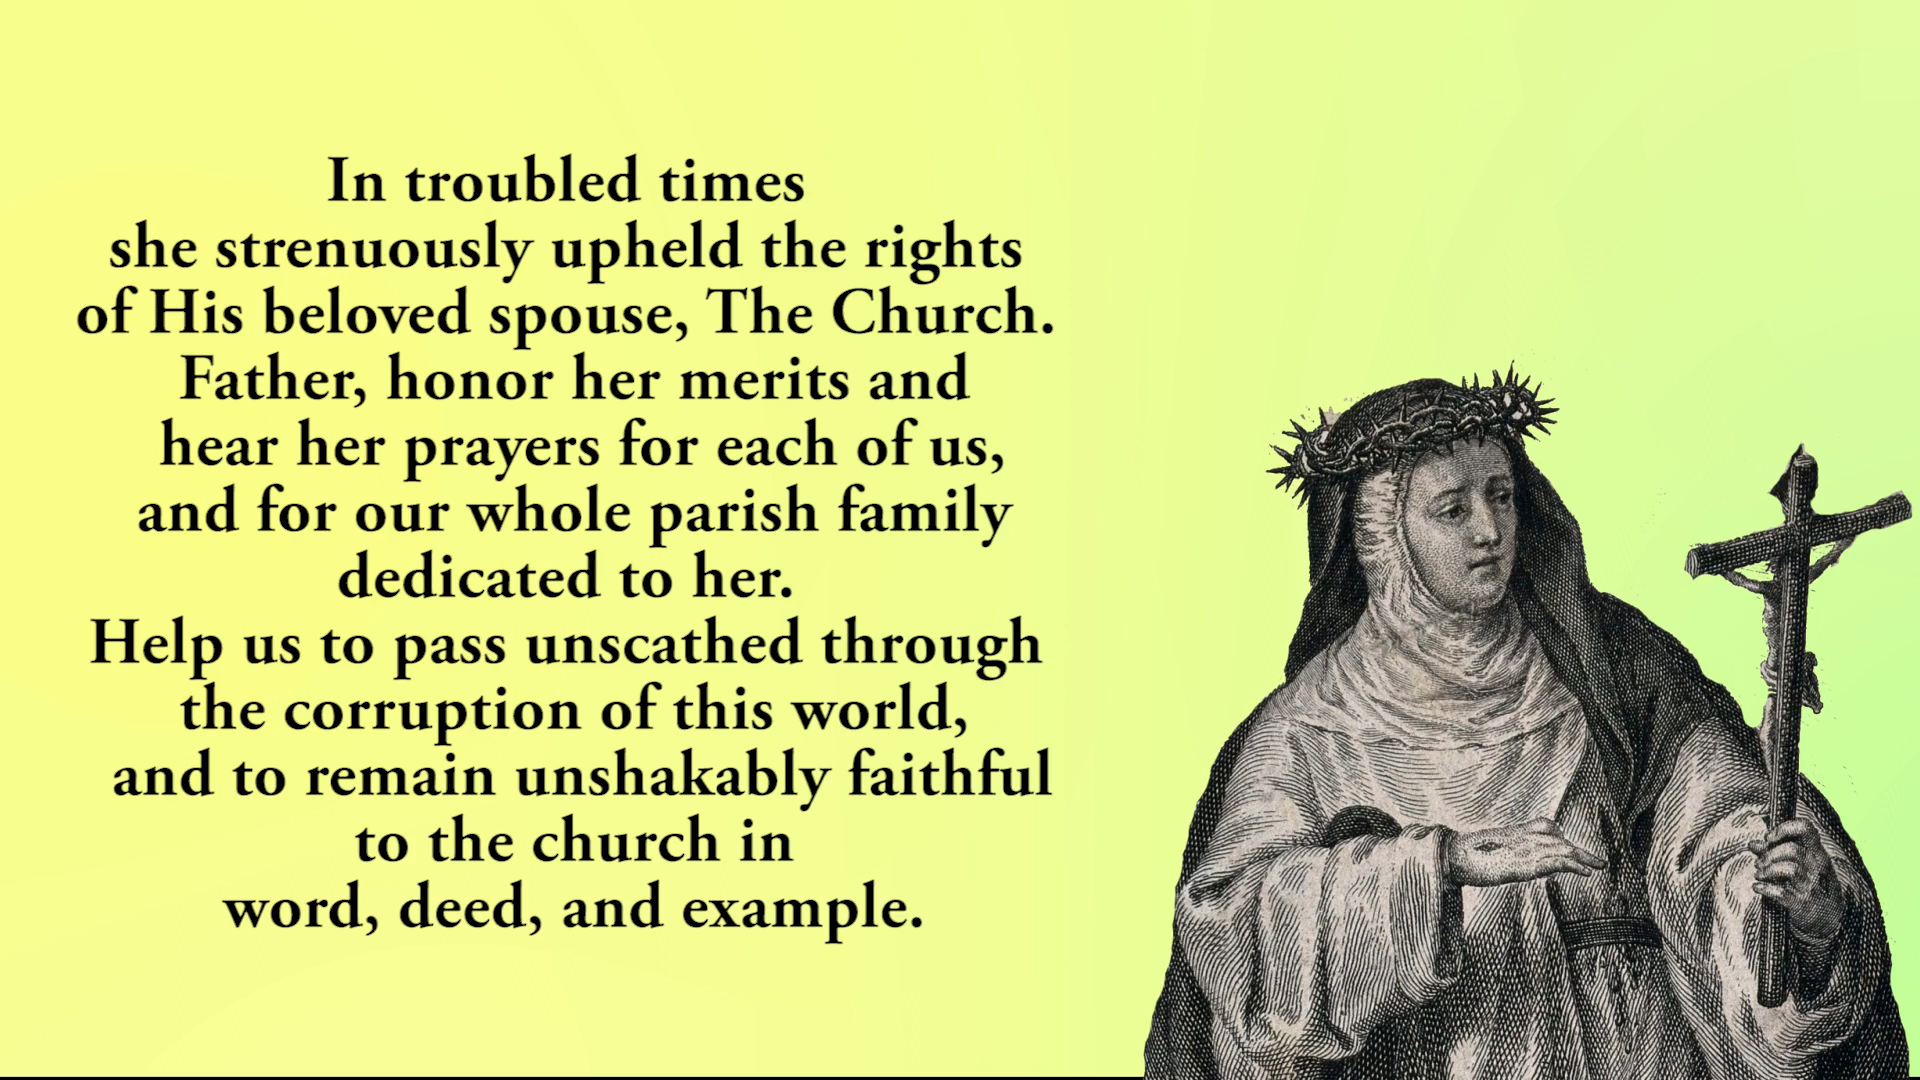 In troubled times
she strenuously upheld the rights
of His beloved spouse, The Church.
Father, honor her merits and
hear her prayers for each of us,
and for our whole parish family
dedicated to her.
Help us to pass unscathed through
the corruption of this world,
and to remain unshakably faithful
to the church in
word, deed, and example.